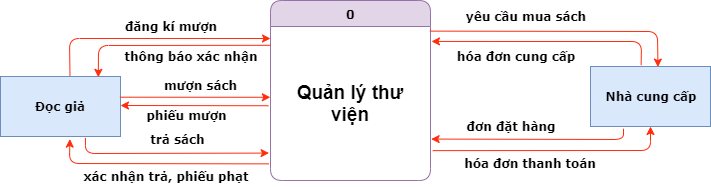 0
đăng kí mượn
thông báo xác nhận
mượn sách
phiếu mượn
trả sách
xác nhận trả, phiếu phạt
Đọc giả
Quản lý thư
viện
yêu cầu mua sách
hóa đơn cung cấp
Nhà cung cấp
đơn đặt hàng
hóa đơn thanh toán